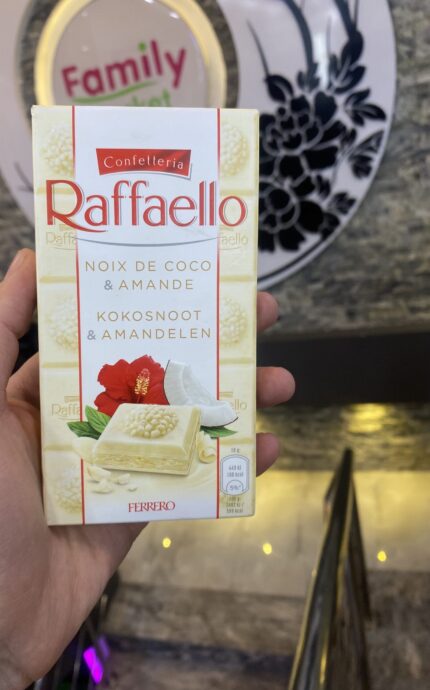 Family
Confetteria
Raffaello
NOIX DE COCO
& AMANDE
KOKOSNOOT
& AMANDELEN
FERRERO